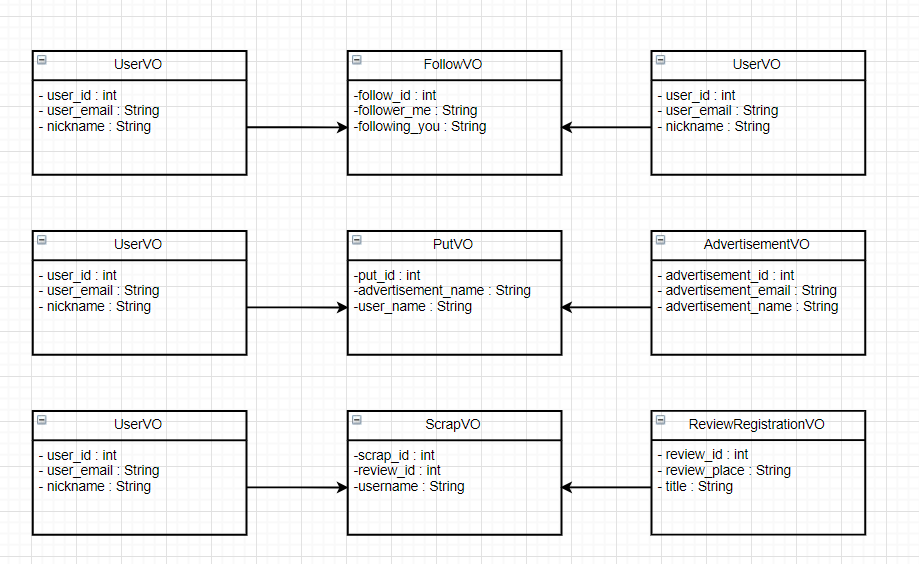 UserVO
- user_id : int
- user_email : String
- nickname : String
FollowVO
-follow_id : int
-follower_me : String
-following_you : String
UserVO
- user_id : int
- user_email : String
- nickname : String
UserVO
- user_id : int
- user_email : String
- nickname : String
PutVO
-put_id : int
-advertisement_name : String
-user_name : String
AdvertisementVO
- advertisement_id : int
- advertisement_email : String
- advertisement_name : String
UserVO
- user_id : int
- user_email : String
- nickname : String
ScrapVO
-scrap_id : int
-review_id : int
-username : String
ReviewRegistrationVO
- review_id : int
- review_place : String
- title : String